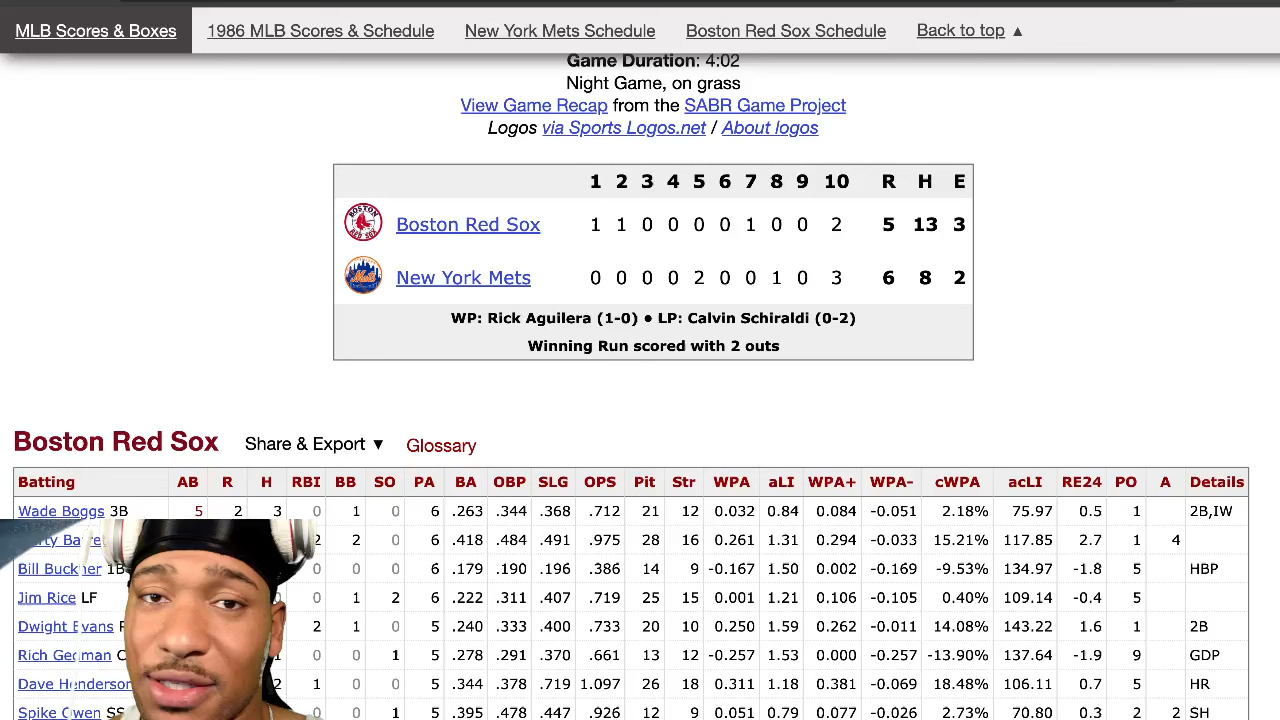 MLB Scores & Boxes 1986 MLB Scores & Schedule New York Mets Schedule Boston Red Sox Schedule Back to top ▲
Game Duration: 4:02
Night Game, on grass
View Game Recap from the SABR Game Project
Logos via Sports Logos.net / About logos
1 2 3 4 5 6 7 8 9 10 R H E
Boston Red Sox 1 1 0 0 0 0 1 0 0 2 5 13 3
New York Mets 0 0 0 0 2 0 0 1 0 3 6 8 2
WP: Rick Aguilera (1-0) • LP: Calvin Schiraldi (0-2)
Winning Run scored with 2 outs
Boston Red Sox Share & Export ▼ Glossary
Batting AB R H RBI BB SO PA BA OBP SLG OPS Pit Str WPA aLI WPA+ WPA- cWPA acLI RE24 PO A Details
Wade Boggs 3B 5 2 3 0 1 0 6 .263 .344 .368 .712 21 12 0.032 0.84 0.084 -0.051 2.18% 75.97 0.5 1 2B,IW
2 2 0 6 .418 .484 .491 .975 28 16 0.261 1.31 0.294 -0.033 15.21% 117.85 2.7 1 4
Bill 1B 0 0 0 6 .179 .190 .196 .386 14 9 -0.167 1.50 0.002 -0.169 -9.53% 134.97 -1.8 5 HBP
Jim Rice LF 0 1 2 6 .222 .311 .407 .719 25 15 0.001 1.21 0.106 -0.105 0.40% 109.14 -0.4 5
Dwight Evans 2 1 0 5 .240 .333 .400 .733 20 10 0.250 1.59 0.262 -0.011 14.08% 143.22 1.6 1 2B
Rich Gedman C 1 0 0 1 5 .278 .291 .370 .661 13 12 -0.257 1.53 0.000 -0.257 -13.90% 137.64 -1.9 9 GDP
Dave Henderson 2 1 0 0 5 .344 .378 .719 1.097 26 18 0.311 1.18 0.381 -0.069 18.48% 106.11 0.7 5 HR
Spike Owen SS 0 0 1 5 .395 .478 .447 .926 12 9 0.051 0.79 0.077 -0.026 2.73% 70.80 0.3 2 2 SH